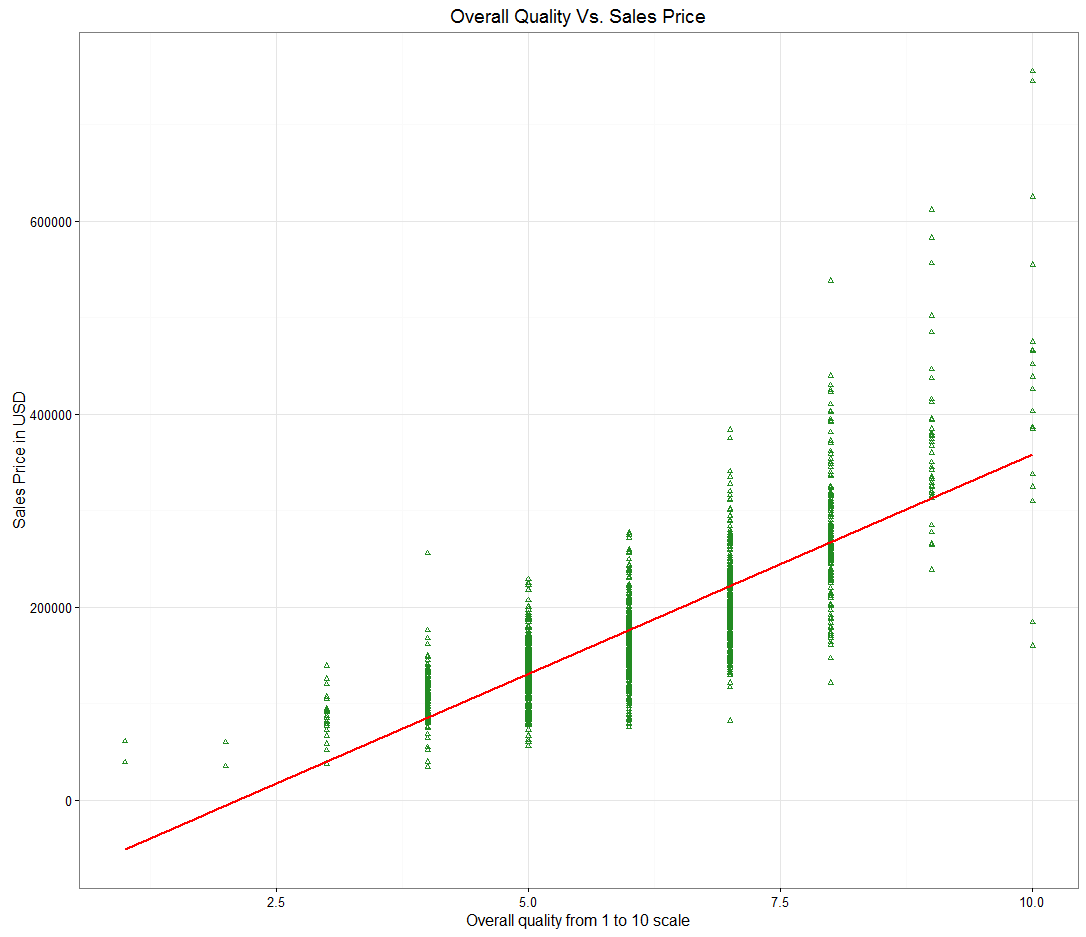 Overall Quality Vs. Sales Price
Sales Price in USD
600000
400000
200000
0
2.5 5.0 7.5 10.0
Overall quality from 1 to 10 scale